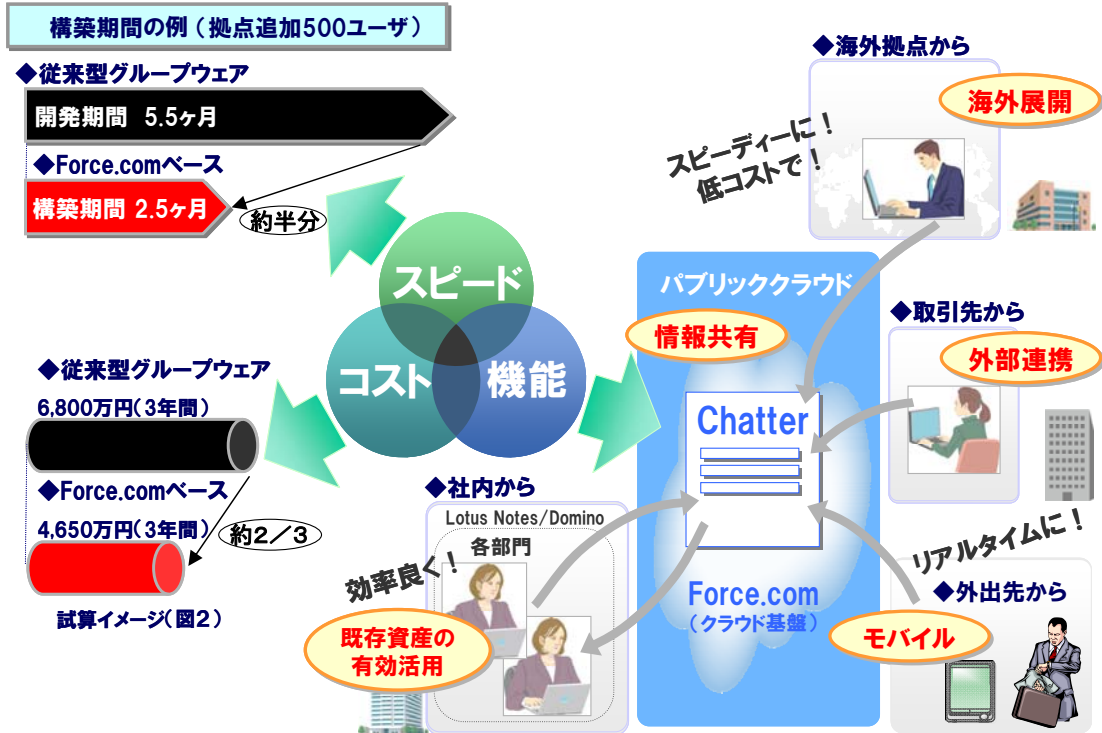 構築期間の例（拠点追加500ユーザ）
◆従来型グループウェア
開発期間 5.5ヶ月
◆Force.comベース
構築期間 2.5ヶ月
約半分
スピード
コスト
機能
◆従来型グループウェア
6,800万円(3年間)
◆Force.comベース
4,650万円(3年間)
約２／３
試算イメージ(図２)
◆海外拠点から
海外展開
スピーディーに！
低コストで！
パブリッククラウド
情報共有
Chatter
Force.com
（クラウド基盤）
◆取引先から
外部連携
◆社内から
Lotus Notes/Domino
各部門
効率良く！
既存資産の
有効活用
リアルタイムに！
◆外出先から
モバイル